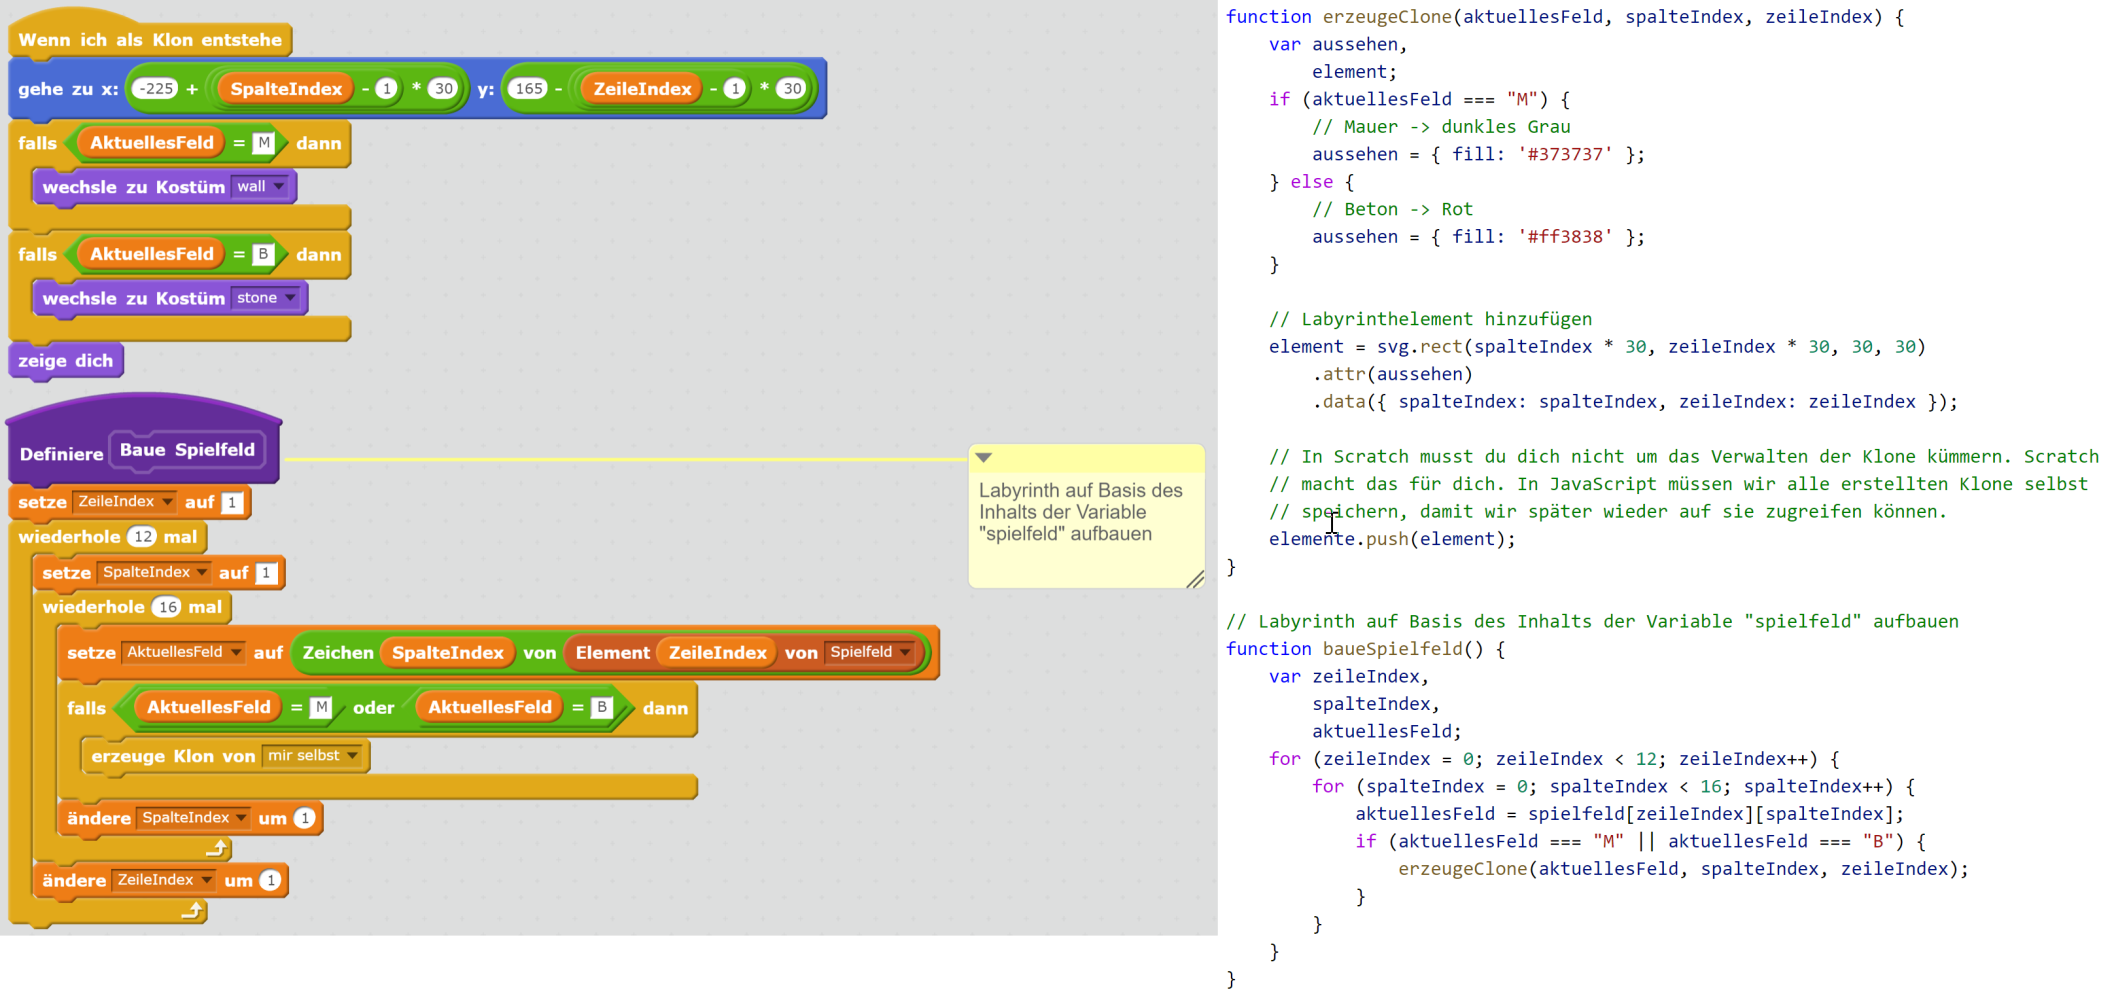 Wenn ich als Klon entstehe
gehe zu x: -225 + SpalteIndex - 1 * 30 y: 165 - ZeileIndex - 1 * 30
falls AktuellesFeld = M dann
wechsle zu Kostüm wall
falls AktuellesFeld = B dann
wechsle zu Kostüm stone
zeige dich
Definiere Baue Spielfeld
setze ZeileIndex auf 1
wiederhole 12 mal
setze SpalteIndex auf 1
wiederhole 16 mal
setze AktuellesFeld auf Zeichen SpalteIndex von Element ZeileIndex von Spielfeld
falls AktuellesFeld = M oder AktuellesFeld = B dann
erzeuge Klon von mir selbst
ändere SpalteIndex um 1
ändere ZeileIndex um 1
Labyrinth auf Basis des
Inhalts der Variable
"spielfeld" aufbauen
function erzeugeClone(aktuellesFeld, spalteIndex, zeileIndex) {
    var aussehen,
        element;
    if (aktuellesFeld === "M") {
        // Mauer -> dunkles Grau
        aussehen = { fill: '#373737' };
    } else {
        // Beton -> Rot
        aussehen = { fill: '#ff3838' };
    }
    // Labyrinthelement hinzufügen
    element = svg.rect(spalteIndex * 30, zeileIndex * 30, 30, 30)
        .attr(aussehen)
        .data({ spalteIndex: spalteIndex, zeileIndex: zeileIndex });
    // In Scratch musst du dich nicht um das Verwalten der Klone kümmern. Scratch
    // macht das für dich. In JavaScript müssen wir alle erstellten Klone selbst
    // speichern, damit wir später wieder auf sie zugreifen können.
    elemente.push(element);
}
// Labyrinth auf Basis des Inhalts der Variable "spielfeld" aufbauen
function baueSpielfeld() {
    var zeileIndex,
        spalteIndex,
        aktuellesFeld;
    for (zeileIndex = 0; zeileIndex < 12; zeileIndex++) {
        for (spalteIndex = 0; spalteIndex < 16; spalteIndex++) {
            aktuellesFeld = spielfeld[zeileIndex][spalteIndex];
            if (aktuellesFeld === "M" || aktuellesFeld === "B") {
                erzeugeClone(aktuellesFeld, spalteIndex, zeileIndex);
            }
        }
    }
}